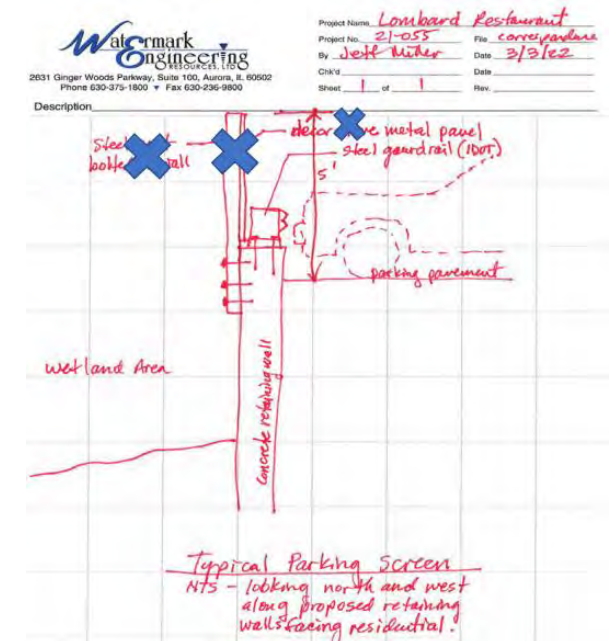 Watermark
Engineering
RESOURCES, LTD
2631 Ginger Woods Parkway, Suite 100, Aurora, IL 60502
Phone 630-375-1800 ▼ Fax 630-236-9800
Project Name Lombard Restaurant
Project No. 21-055 File correspondence
By Jeff Miller Date 3/3/22
Chk'd Date
Sheet 1 of 1 Rev.
Description
metal panel
Steel
steel guardrail (IDOT)
5'
parking pavement
wetland Area
Concrete retaining wall
Typical Parking Screen
NTS - looking north and west
along proposed retaining
walls facing residential.